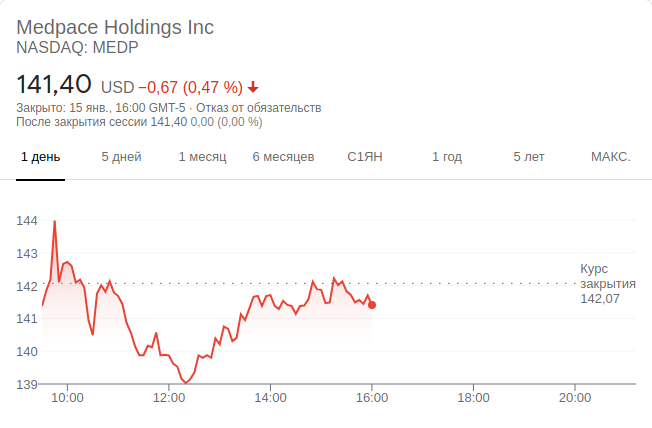 Medpace Holdings Inc
NASDAQ: MEDP
141,40 USD −0,67 (0,47 %) ↓
Закрыто: 15 янв., 16:00 GMT-5 · Отказ от обязательств
После закрытия сессии 141,40 0,00 (0,00 %)
1 день 5 дней 1 месяц 6 месяцев С1ЯН 1 год 5 лет МАКС.
144
143
Курс
закрытия
142,07
142
141
140
139
10:00 12:00 14:00 16:00 18:00 20:00